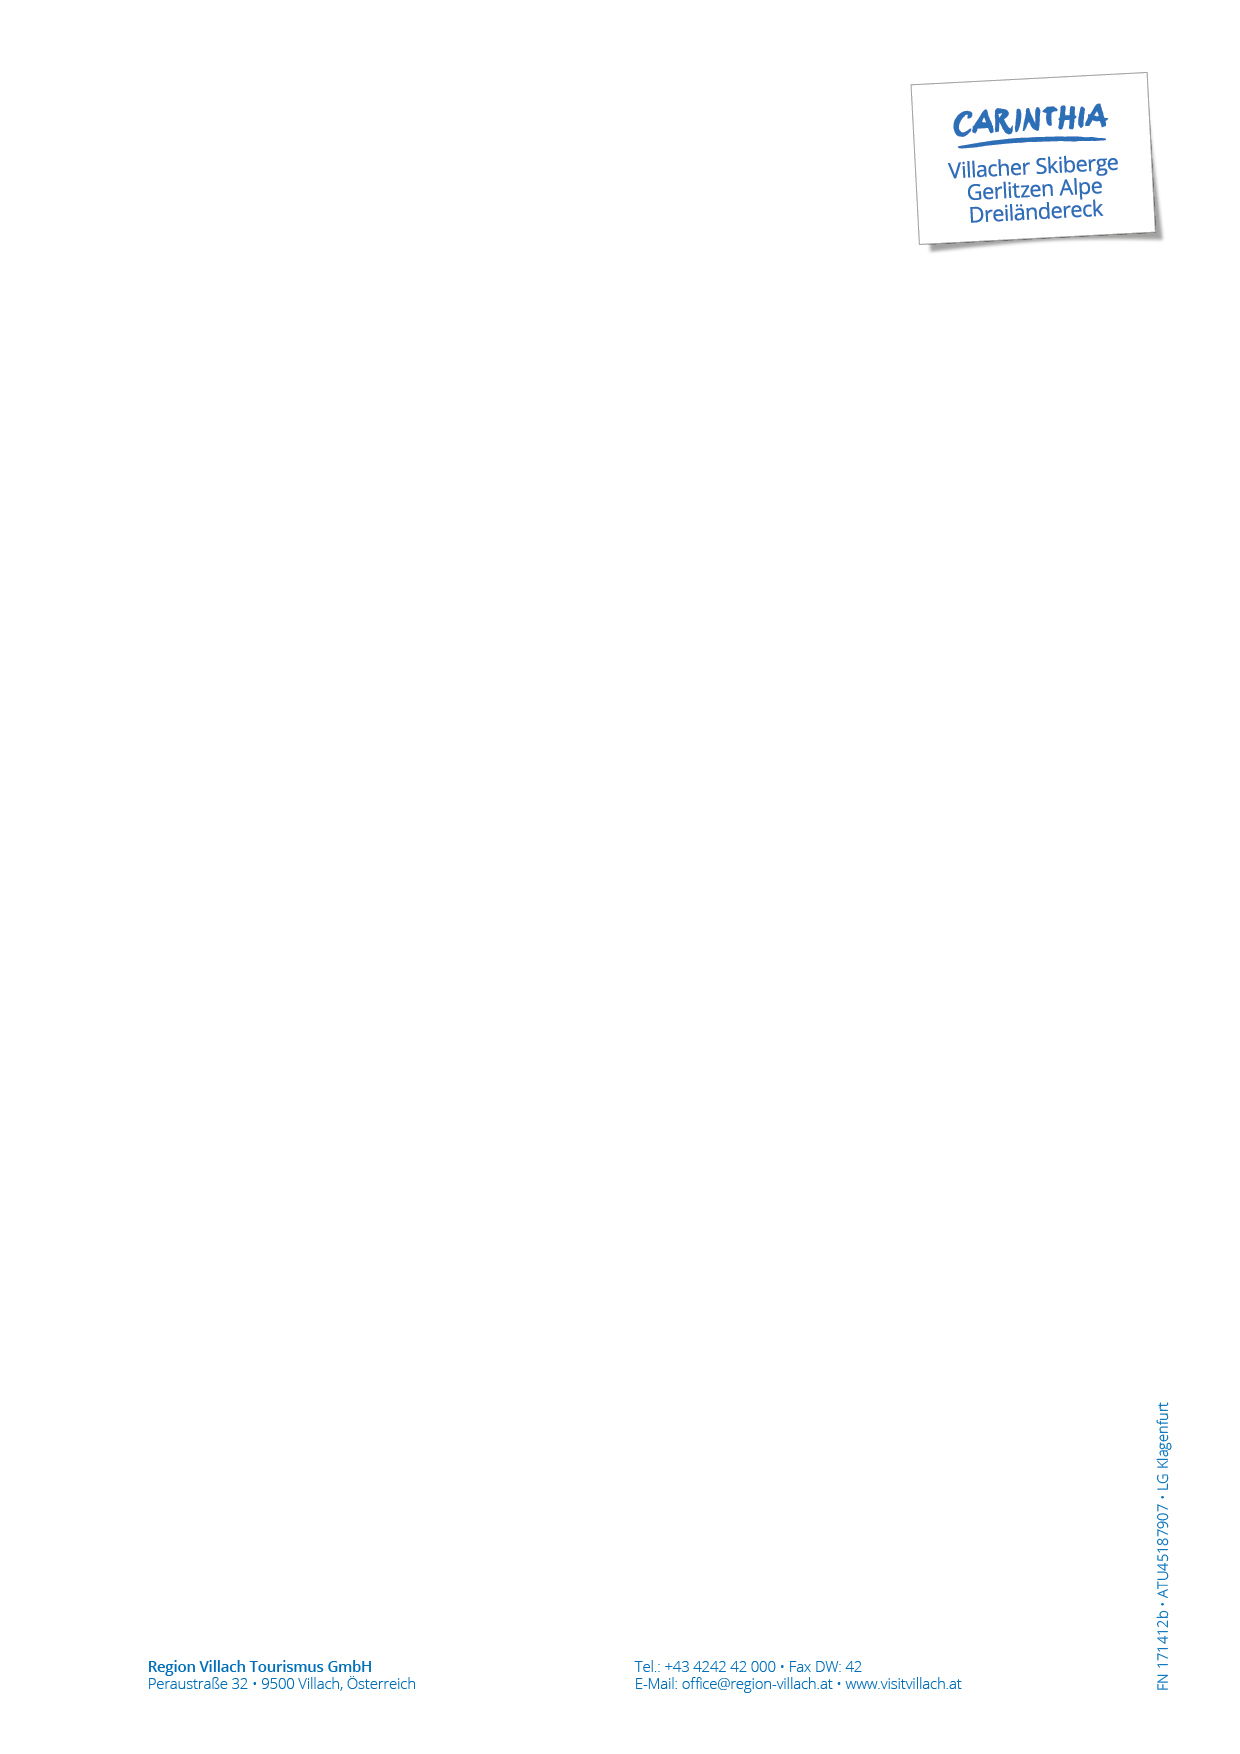 CARINTHIA
Villacher Skiberge
Gerlitzen Alpe
Dreiländereck
FN 171412b • ATU45187907 • LG Klagenfurt
Region Villach Tourismus GmbH
Peraustraße 32 • 9500 Villach, Österreich
Tel.: +43 4242 42 000 • Fax DW: 42
E-Mail: office@region-villach.at • www.visitvillach.at